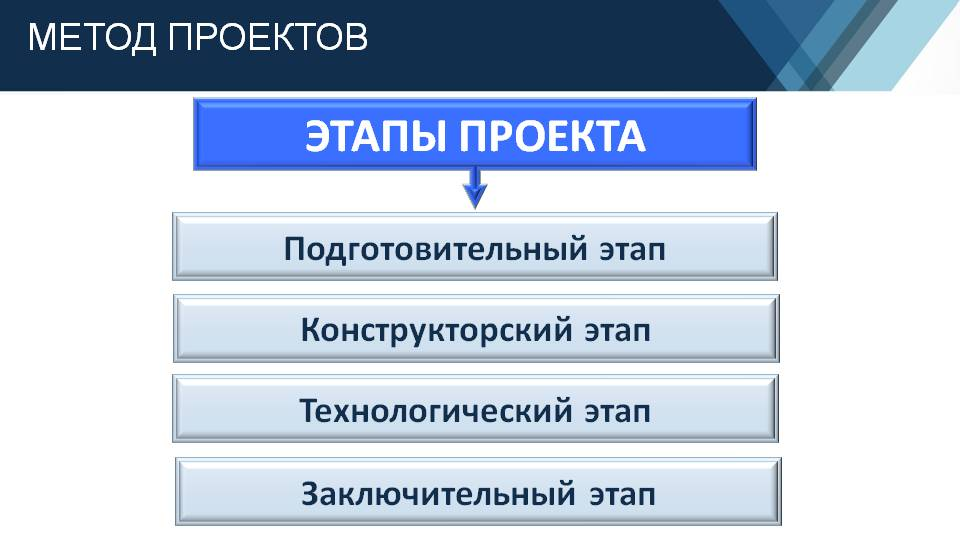 МЕТОД ПРОЕКТОВ
ЭТАПЫ ПРОЕКТА
Подготовительный этап
Конструкторский этап
Технологический этап
Заключительный этап